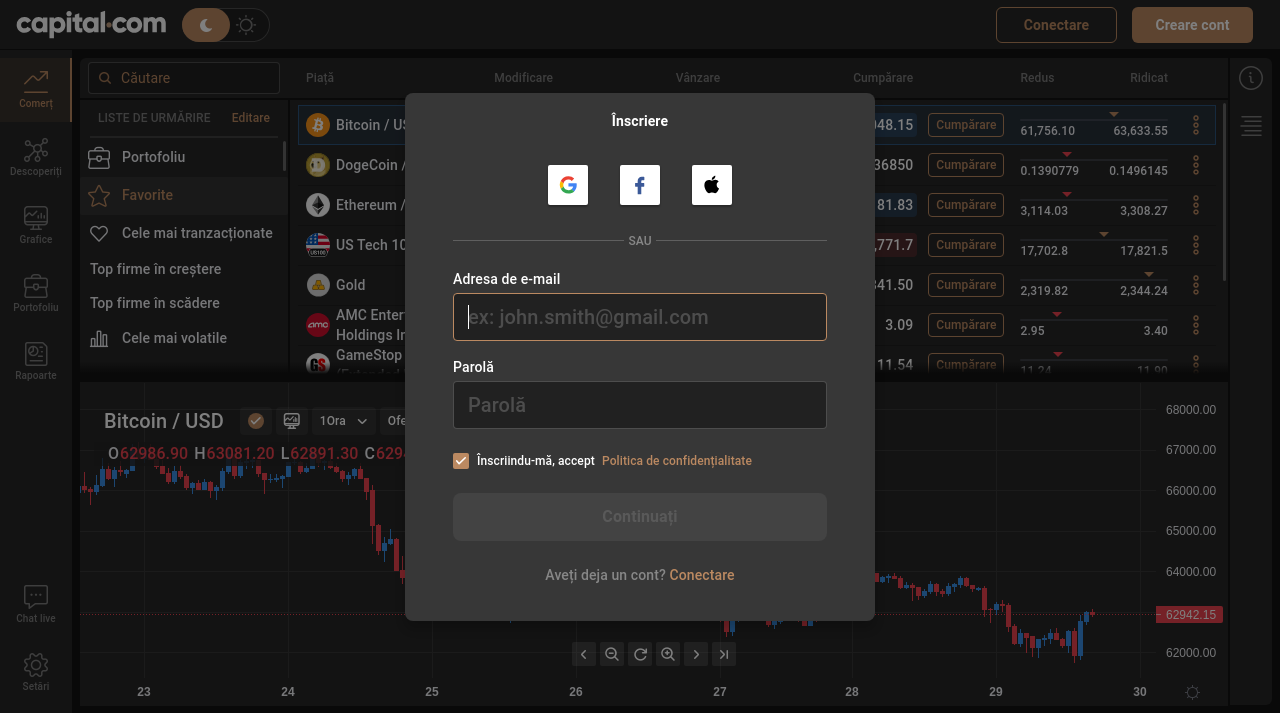 capital.com
Conectare
Creare cont
Comerț
Descoperiți
Grafice
Portofoliu
Rapoarte
Chat live
Setări
Căutare
LISTE DE URMĂRIRE Editare
Portofoliu
Favorite
Cele mai tranzacționate
Top firme în creștere
Top firme în scădere
Cele mai volatile
Piață Modificare Vânzare Cumpărare Redus Ridicat
Bitcoin / 48.15 Cumpărare 61,756.10 63,633.55
DogeCoin / 36850 Cumpărare 0.1390779 0.1496145
Ethereum / 81.83 Cumpărare 3,114.03 3,308.27
US Tech 10 ,771.7 Cumpărare 17,702.8 17,821.5
Gold 41.50 Cumpărare 2,319.82 2,344.24
AMC Enter
Holdings In 3.09 Cumpărare 2.95 3.40
GameStop 11.54 Cumpărare 11.24 11.90
Înscriere
SAU
Adresa de e-mail
ex: john.smith@gmail.com
Parolă
Parolă
Înscriindu-mă, accept Politica de confidențialitate
Continuați
Aveți deja un cont? Conectare
Bitcoin / USD 1Ora Ofe
O62986.90 H63081.20 L62891.30 C6294
68000.00
67000.00
66000.00
65000.00
64000.00
62942.15
62000.00
23 24 25 26 27 28 29 30